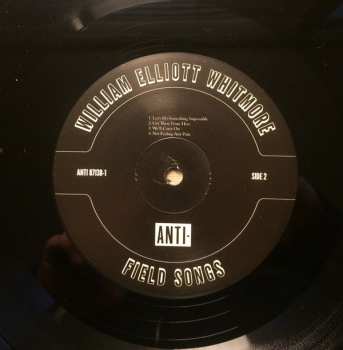 WILLIAM ELLIOTT WHITMORE
1. Let's Do Something Impossible
2. Get There From Here
3. We'll Carry On
4. Not Feeling Any Pain
ANTI 87138-1
SIDE 2
ANTI-
FIELD SONGS